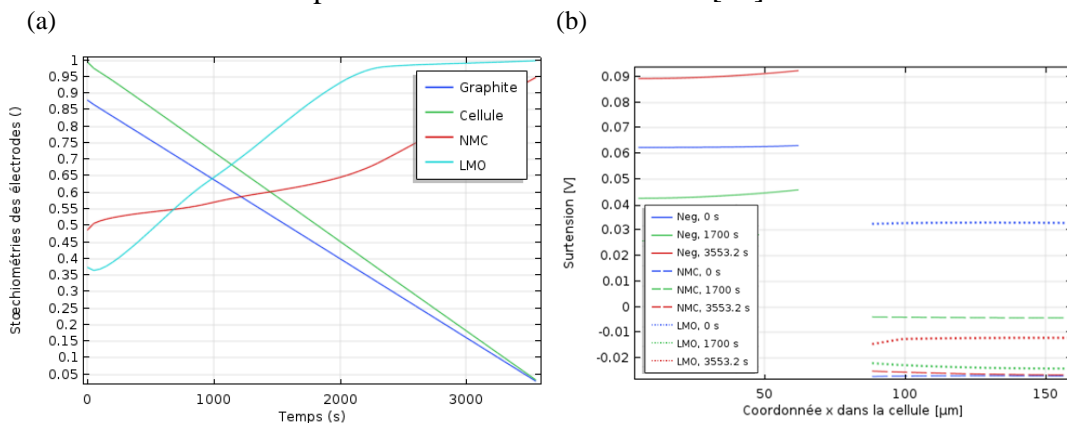 (a)
(b)
Stœchiométries des électrodes ()
1
0.95
0.9
0.85
0.8
0.75
0.7
0.65
0.6
0.55
0.5
0.45
0.4
0.35
0.3
0.25
0.2
0.15
0.1
0.05
0
1000
2000
3000
Temps (s)
Graphite
Cellule
NMC
LMO
Surtension [V]
0.09
0.08
0.07
0.06
0.05
0.04
0.03
0
-0.01
-0.02
50
100
150
Coordonnée x dans la cellule [µm]
Neg, 0 s
Neg, 1700 s
Neg, 3553.2 s
NMC, 0 s
NMC, 1700 s
NMC, 3553.2 s
LMO, 0 s
LMO, 1700 s
LMO, 3553.2 s